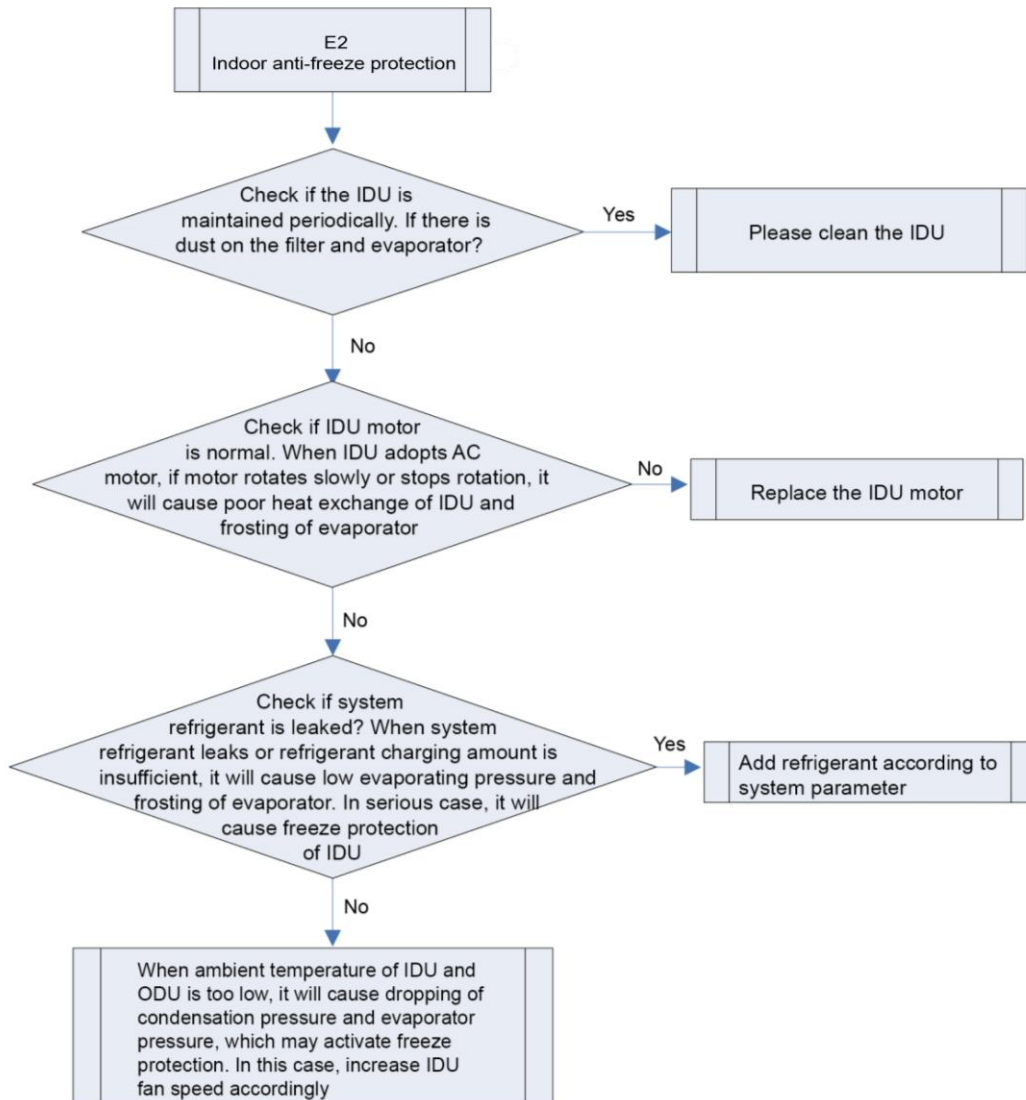 E2
Indoor anti-freeze protection
Check if the IDU is
maintained periodically. If there is
dust on the filter and evaporator?
Yes
Please clean the IDU
No
Check if IDU motor
is normal. When IDU adopts AC
motor, if motor rotates slowly or stops rotation, it
will cause poor heat exchange of IDU and
frosting of evaporator
No
Replace the IDU motor
No
Check if system
refrigerant is leaked? When system
refrigerant leaks or refrigerant charging amount is
insufficient, it will cause low evaporating pressure and
frosting of evaporator. In serious case, it will
cause freeze protection
of IDU
Yes
Add refrigerant according to
system parameter
No
When ambient temperature of IDU and
ODU is too low, it will cause dropping of
condensation pressure and evaporator
pressure, which may activate freeze
protection. In this case, increase IDU
fan speed accordingly